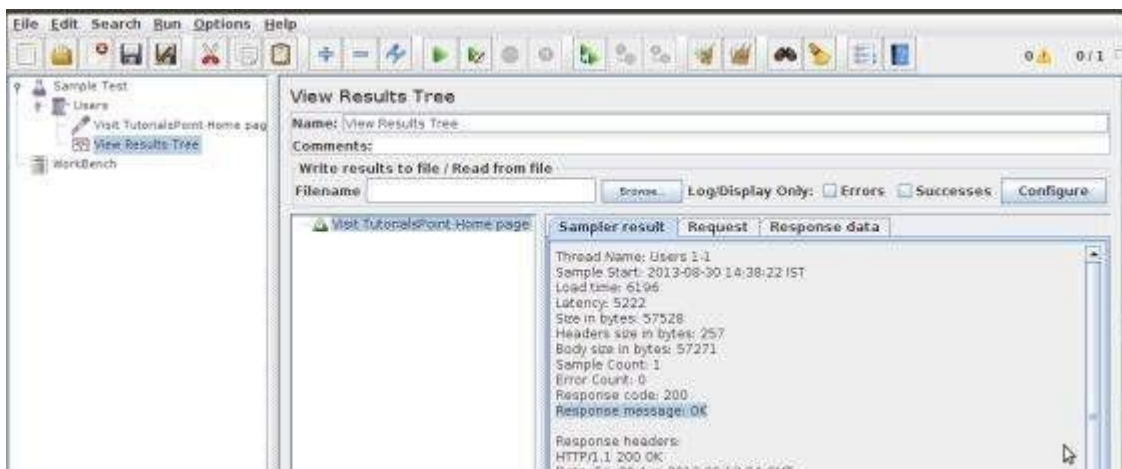 File Edit Search Run Options Help
0 0/1
Sample Test
Users
Visit TutorialsPoint Home pag
View Results Tree
WorkBench
View Results Tree
Name: View Results Tree
Comments:
Write results to file / Read from file
Filename Browse... Log/Display Only: Errors Successes Configure
Visit TutorialsPoint Home page
Sampler result Request Response data
Thread Name: Users 1-1
Sample Start: 2013-08-30 14:38:22 IST
Load time: 6196
Latency: 5222
Size in bytes: 57528
Headers size in bytes: 257
Body size in bytes: 57271
Sample Count: 1
Error Count: 0
Response code: 200
Response message: OK
Response headers:
HTTP/1.1 200 OK